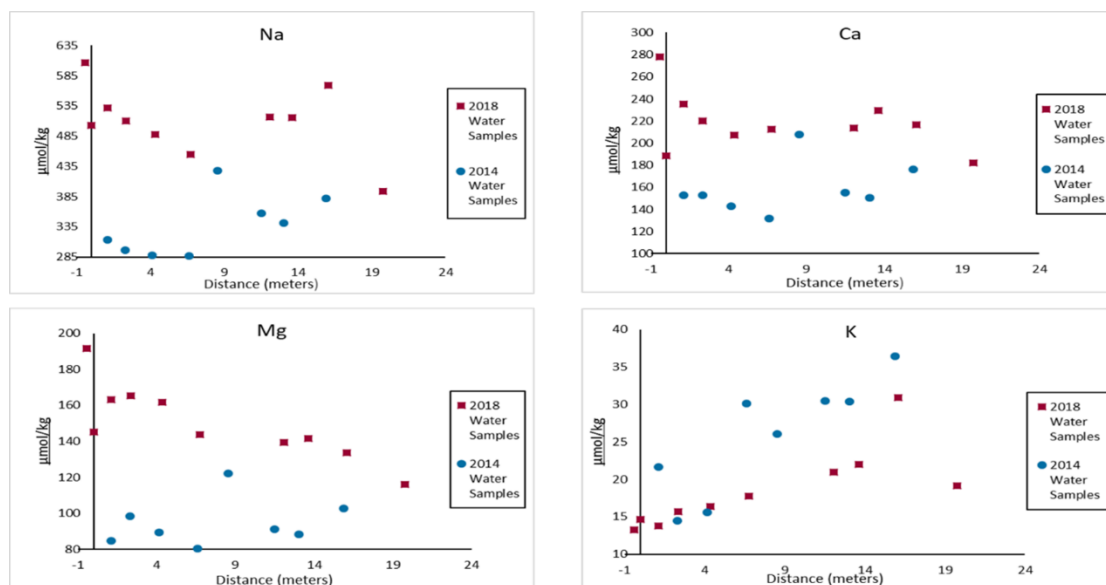 Na
635
585
535
485
435
385
335
285
µmol/kg
-1 4 9 14 19 24
Distance (meters)
2018
Water
Samples
2014
Water
Samples
Ca
300
280
260
240
220
200
180
160
140
120
100
µmol/kg
-1 4 9 14 19 24
Distance (meters)
2018
Water
Samples
2014
Water
Samples
Mg
200
180
160
140
120
100
80
µmol/kg
-1 4 9 14 19 24
Distance (meters)
2018
Water
Samples
2014
Water
Samples
K
40
35
30
25
20
15
10
µmol/kg
-1 4 9 14 19 24
Distance (meters)
2018
Water
Samples
2014
Water
Samples